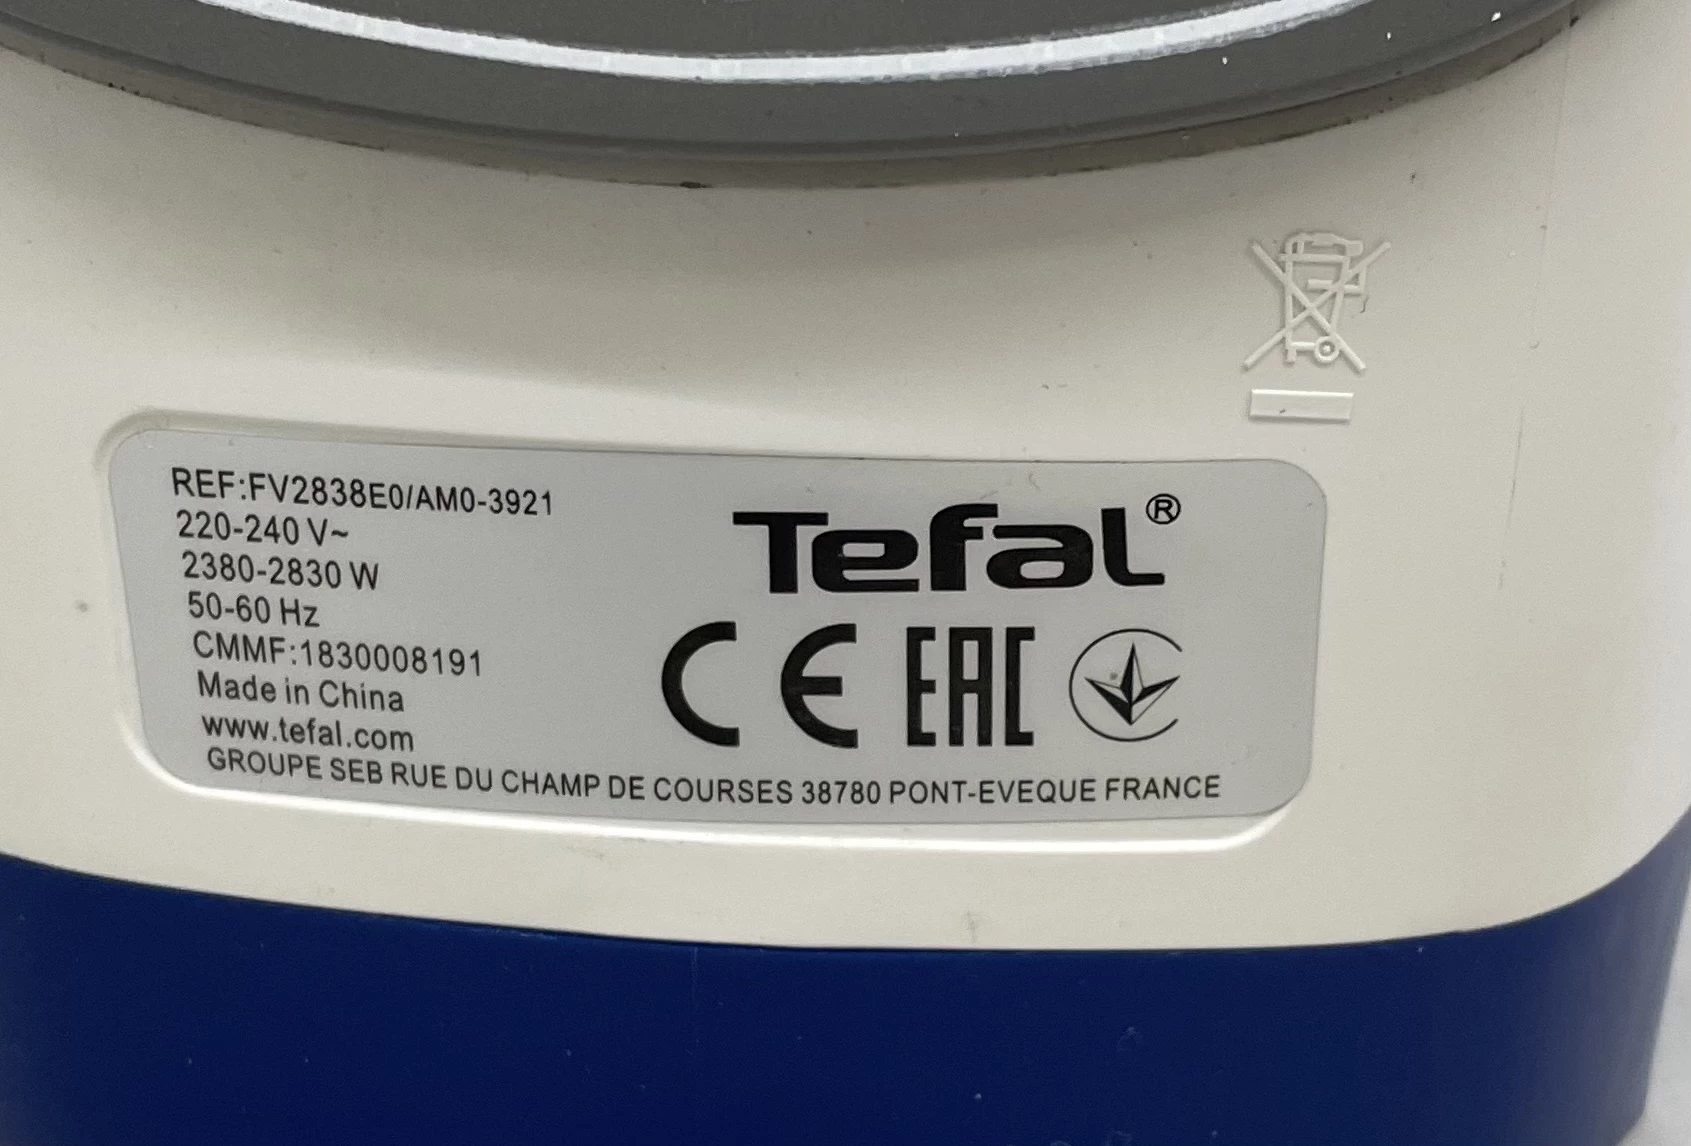 REF:FV2838E0/AM0-3921
220-240 V~
2380-2830 W
50-60 Hz
CMMF:1830008191
Made in China
www.tefal.com
GROUPE SEB RUE DU CHAMP DE COURSES 38780 PONT-EVEQUE FRANCE
Tefal®
CE EAC